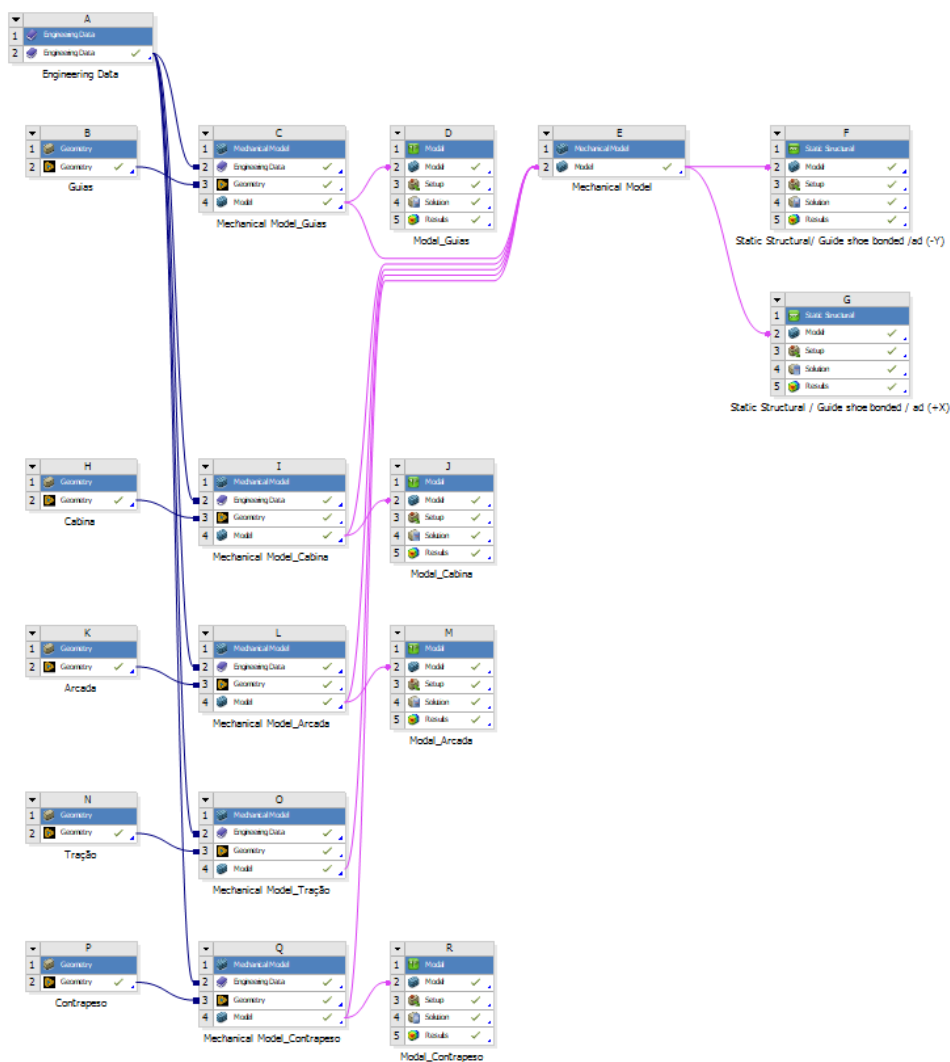 A
1 Engineering Data
2 Engineering Data
Engineering Data
B
1 Geometry
2 Geometry
Guias
C
1 Mechanical Model
2 Engineering Data
3 Geometry
4 Model
Mechanical Model_Guias
D
1 Modal
2 Model
3 Setup
4 Solution
5 Results
Modal_Guias
E
1 Mechanical Model
2 Model
Mechanical Model
F
1 Static Structural
2 Model
3 Setup
4 Solution
5 Results
Static Structural/ Guide shoe bonded /ad (-Y)
G
1 Static Structural
2 Model
3 Setup
4 Solution
5 Results
Static Structural / Guide shoe bonded / ad (+X)
H
1 Geometry
2 Geometry
Cabina
I
1 Mechanical Model
2 Engineering Data
3 Geometry
4 Model
Mechanical Model_Cabina
J
1 Modal
2 Model
3 Setup
4 Solution
5 Results
Modal_Cabina
K
1 Geometry
2 Geometry
Arcada
L
1 Mechanical Model
2 Engineering Data
3 Geometry
4 Model
Mechanical Model_Arcada
M
1 Modal
2 Model
3 Setup
4 Solution
5 Results
Modal_Arcada
N
1 Geometry
2 Geometry
Tração
O
1 Mechanical Model
2 Engineering Data
3 Geometry
4 Model
Mechanical Model_Tração
P
1 Geometry
2 Geometry
Contrapeso
Q
1 Mechanical Model
2 Engineering Data
3 Geometry
4 Model
Mechanical Model_Contrapeso
R
1 Modal
2 Model
3 Setup
4 Solution
5 Results
Modal_Contrapeso